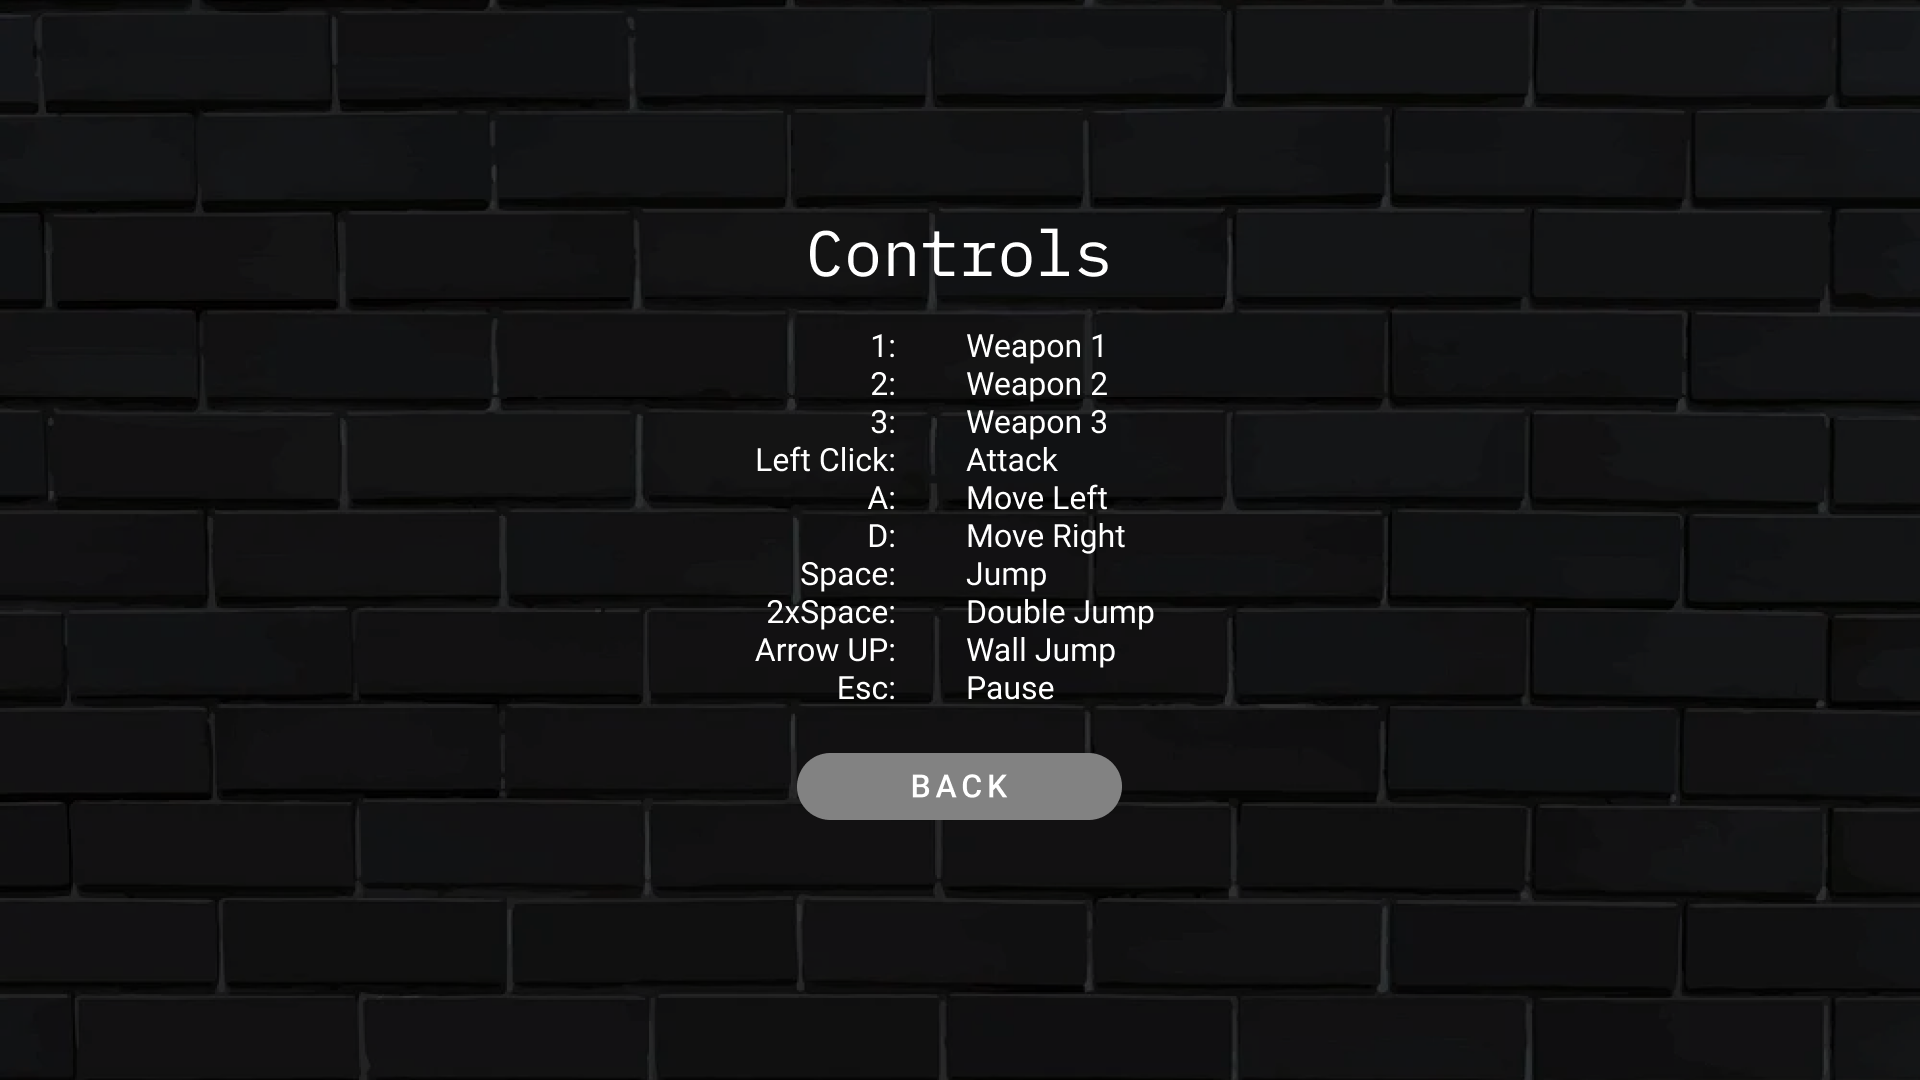 Controls
1: Weapon 1
2: Weapon 2
3: Weapon 3
Left Click: Attack
A: Move Left
D: Move Right
Space: Jump
2xSpace: Double Jump
Arrow UP: Wall Jump
Esc: Pause
BACK